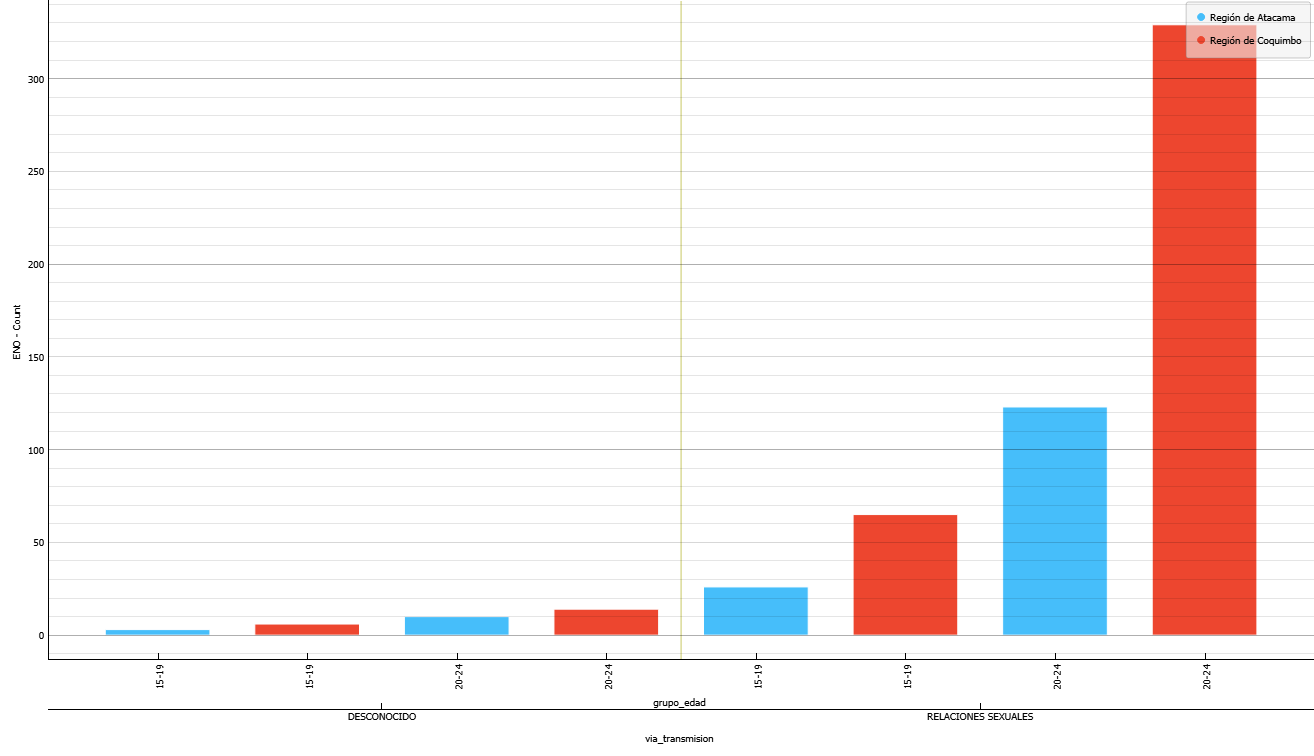 Región de Atacama
Región de Coquimbo
300
250
200
150
100
50
0
ENO - Count
15-19
15-19
20-24
20-24
15-19
15-19
20-24
20-24
grupo_edad
DESCONOCIDO
RELACIONES SEXUALES
via_transmision